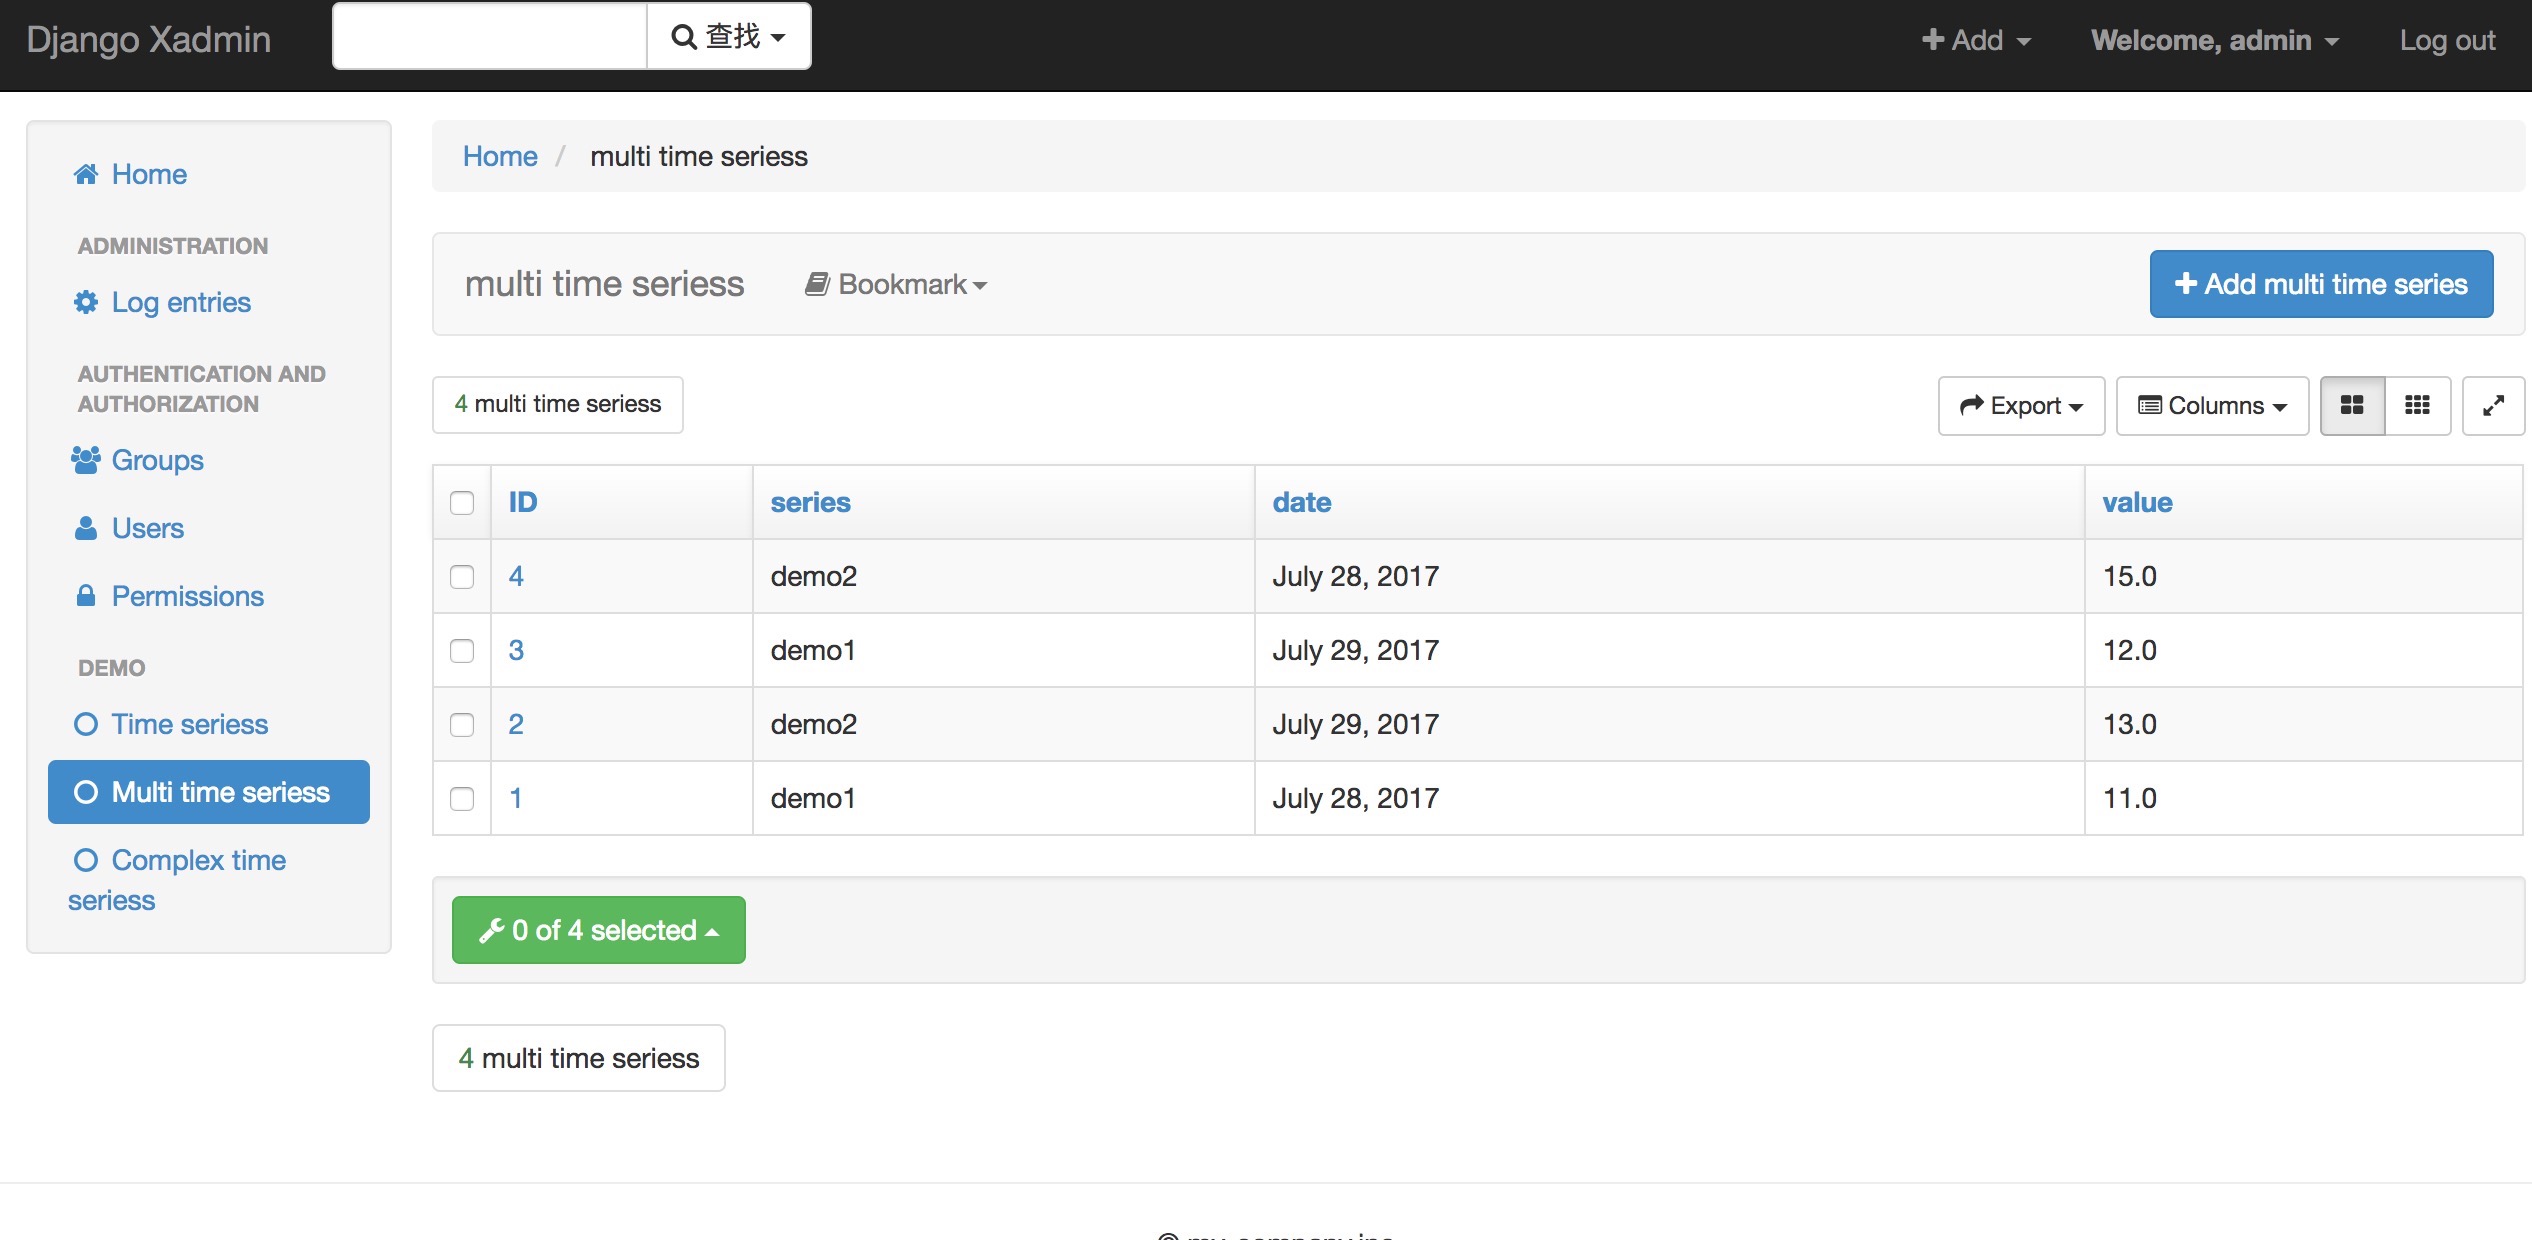 Django Xadmin 查找 Add Welcome, admin Log out
Home
ADMINISTRATION
Log entries
AUTHENTICATION AND
AUTHORIZATION
Groups
Users
Permissions
DEMO
Time seriess
Multi time seriess
Complex time
seriess
Home / multi time seriess
multi time seriess Bookmark Add multi time series
4 multi time seriess Export Columns
ID series date value
4 demo2 July 28, 2017 15.0
3 demo1 July 29, 2017 12.0
2 demo2 July 29, 2017 13.0
1 demo1 July 28, 2017 11.0
0 of 4 selected
4 multi time seriess